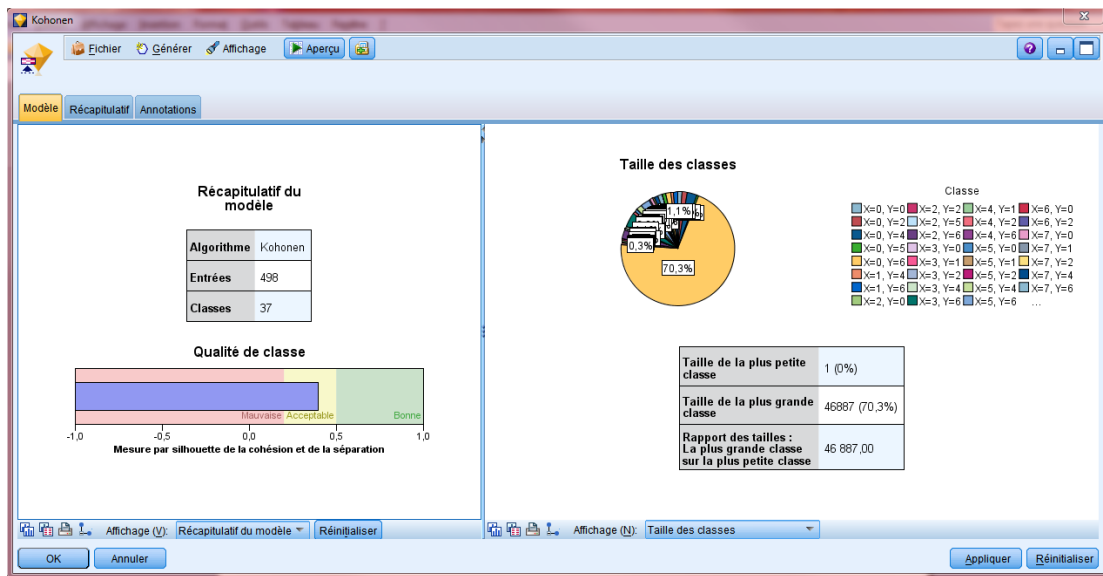 Kohonen
Fichier Générer Affichage Aperçu
Modèle Récapitulatif Annotations
Récapitulatif du
modèle
Algorithme Kohonen
Entrées 498
Classes 37
Qualité de classe
Mauvaise Acceptable Bonne
-1,0 -0,5 0,0 0,5 1,0
Mesure par silhouette de la cohésion et de la séparation
Affichage (V): Récapitulatif du modèle Réinitialiser
Taille des classes
1,1%
0,3%
70,3%
Classe
X=0, Y=0 X=2, Y=2 X=4, Y=1 X=6, Y=0
X=0, Y=2 X=2, Y=5 X=4, Y=2 X=6, Y=2
X=0, Y=4 X=2, Y=6 X=4, Y=6 X=7, Y=0
X=0, Y=5 X=3, Y=0 X=5, Y=0 X=7, Y=1
X=0, Y=6 X=3, Y=1 X=5, Y=1 X=7, Y=2
X=1, Y=4 X=3, Y=2 X=5, Y=2 X=7, Y=4
X=1, Y=6 X=3, Y=4 X=5, Y=4 X=7, Y=6
X=2, Y=0 X=3, Y=6 X=5, Y=6 ...
Taille de la plus petite
classe
1 (0%)
Taille de la plus grande
classe
46887 (70,3%)
Rapport des tailles :
La plus grande classe
sur la plus petite classe
46 887,00
Affichage (N): Taille des classes
OK Annuler Appliquer Réinitialiser